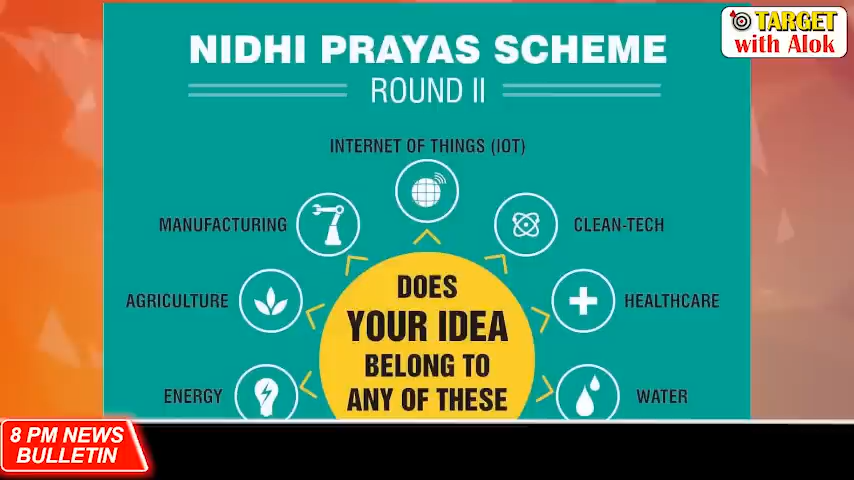 TARGET
with Alok
NIDHI PRAYAS SCHEME
ROUND II
INTERNET OF THINGS (IOT)
MANUFACTURING
CLEAN-TECH
AGRICULTURE
HEALTHCARE
ENERGY
WATER
DOES
YOUR IDEA
BELONG TO
ANY OF THESE
8 PM NEWS
BULLETIN